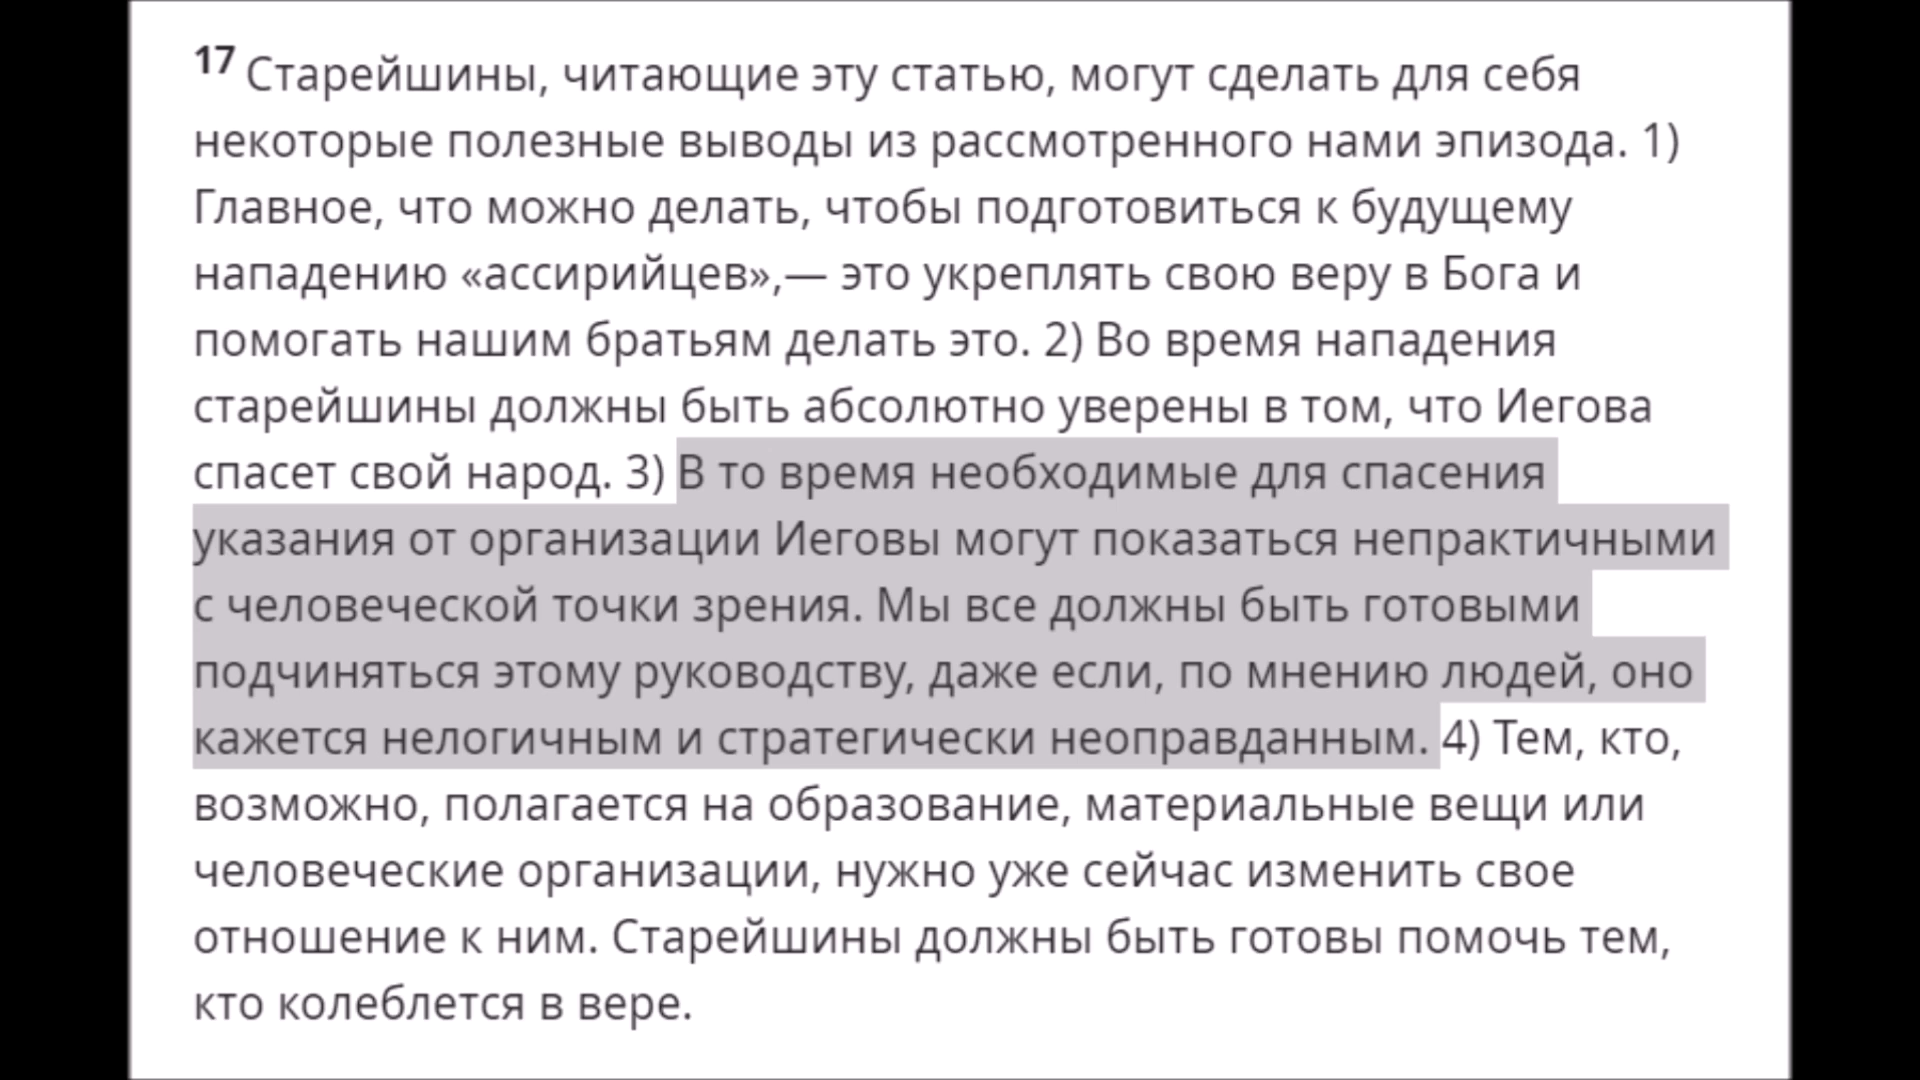 17 Старейшины, читающие эту статью, могут сделать для себя
некоторые полезные выводы из рассмотренного нами эпизода. 1)
Главное, что можно делать, чтобы подготовиться к будущему
нападению «ассирийцев»,— это укреплять свою веру в Бога и
помогать нашим братьям делать это. 2) Во время нападения
старейшины должны быть абсолютно уверены в том, что Иегова
спасет свой народ. 3) В то время необходимые для спасения
указания от организации Иеговы могут показаться непрактичными
с человеческой точки зрения. Мы все должны быть готовыми
подчиняться этому руководству, даже если, по мнению людей, оно
кажется нелогичным и стратегически неоправданным. 4) Тем, кто,
возможно, полагается на образование, материальные вещи или
человеческие организации, нужно уже сейчас изменить свое
отношение к ним. Старейшины должны быть готовы помочь тем,
кто колеблется в вере.